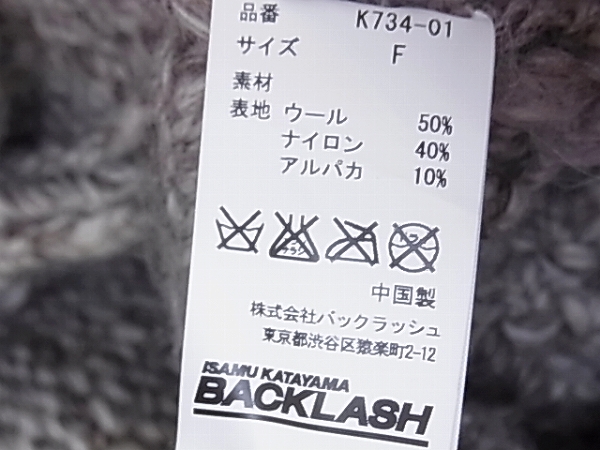 品番 K734-01
サイズ F
素材
表地 ウール 50%
ナイロン 40%
アルパカ 10%
中国製
株式会社バックラッシュ
東京都渋谷区猿楽町2-12
ISAMU KATAYAMA
BACKLASH